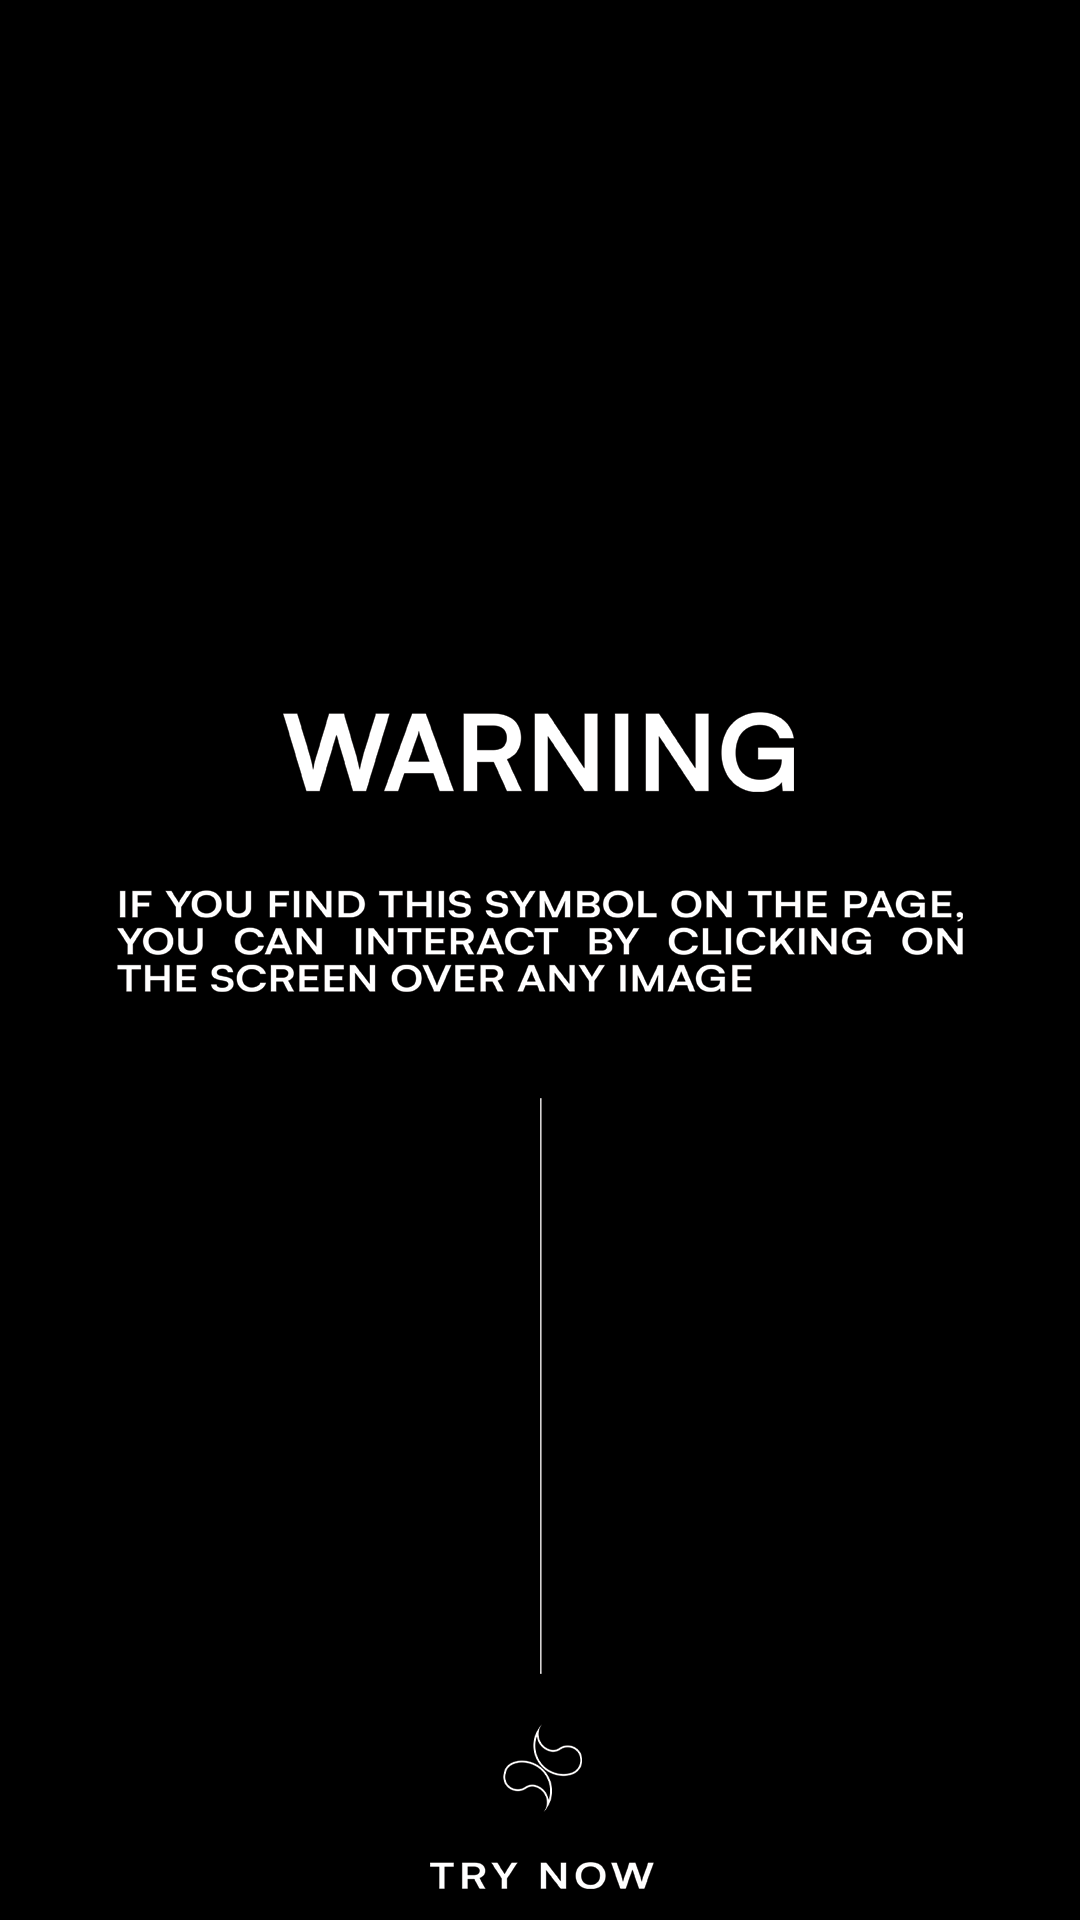 WARNING
IF YOU FIND THIS SYMBOL ON THE PAGE,
YOU CAN INTERACT BY CLICKING ON
THE SCREEN OVER ANY IMAGE
TRY NOW